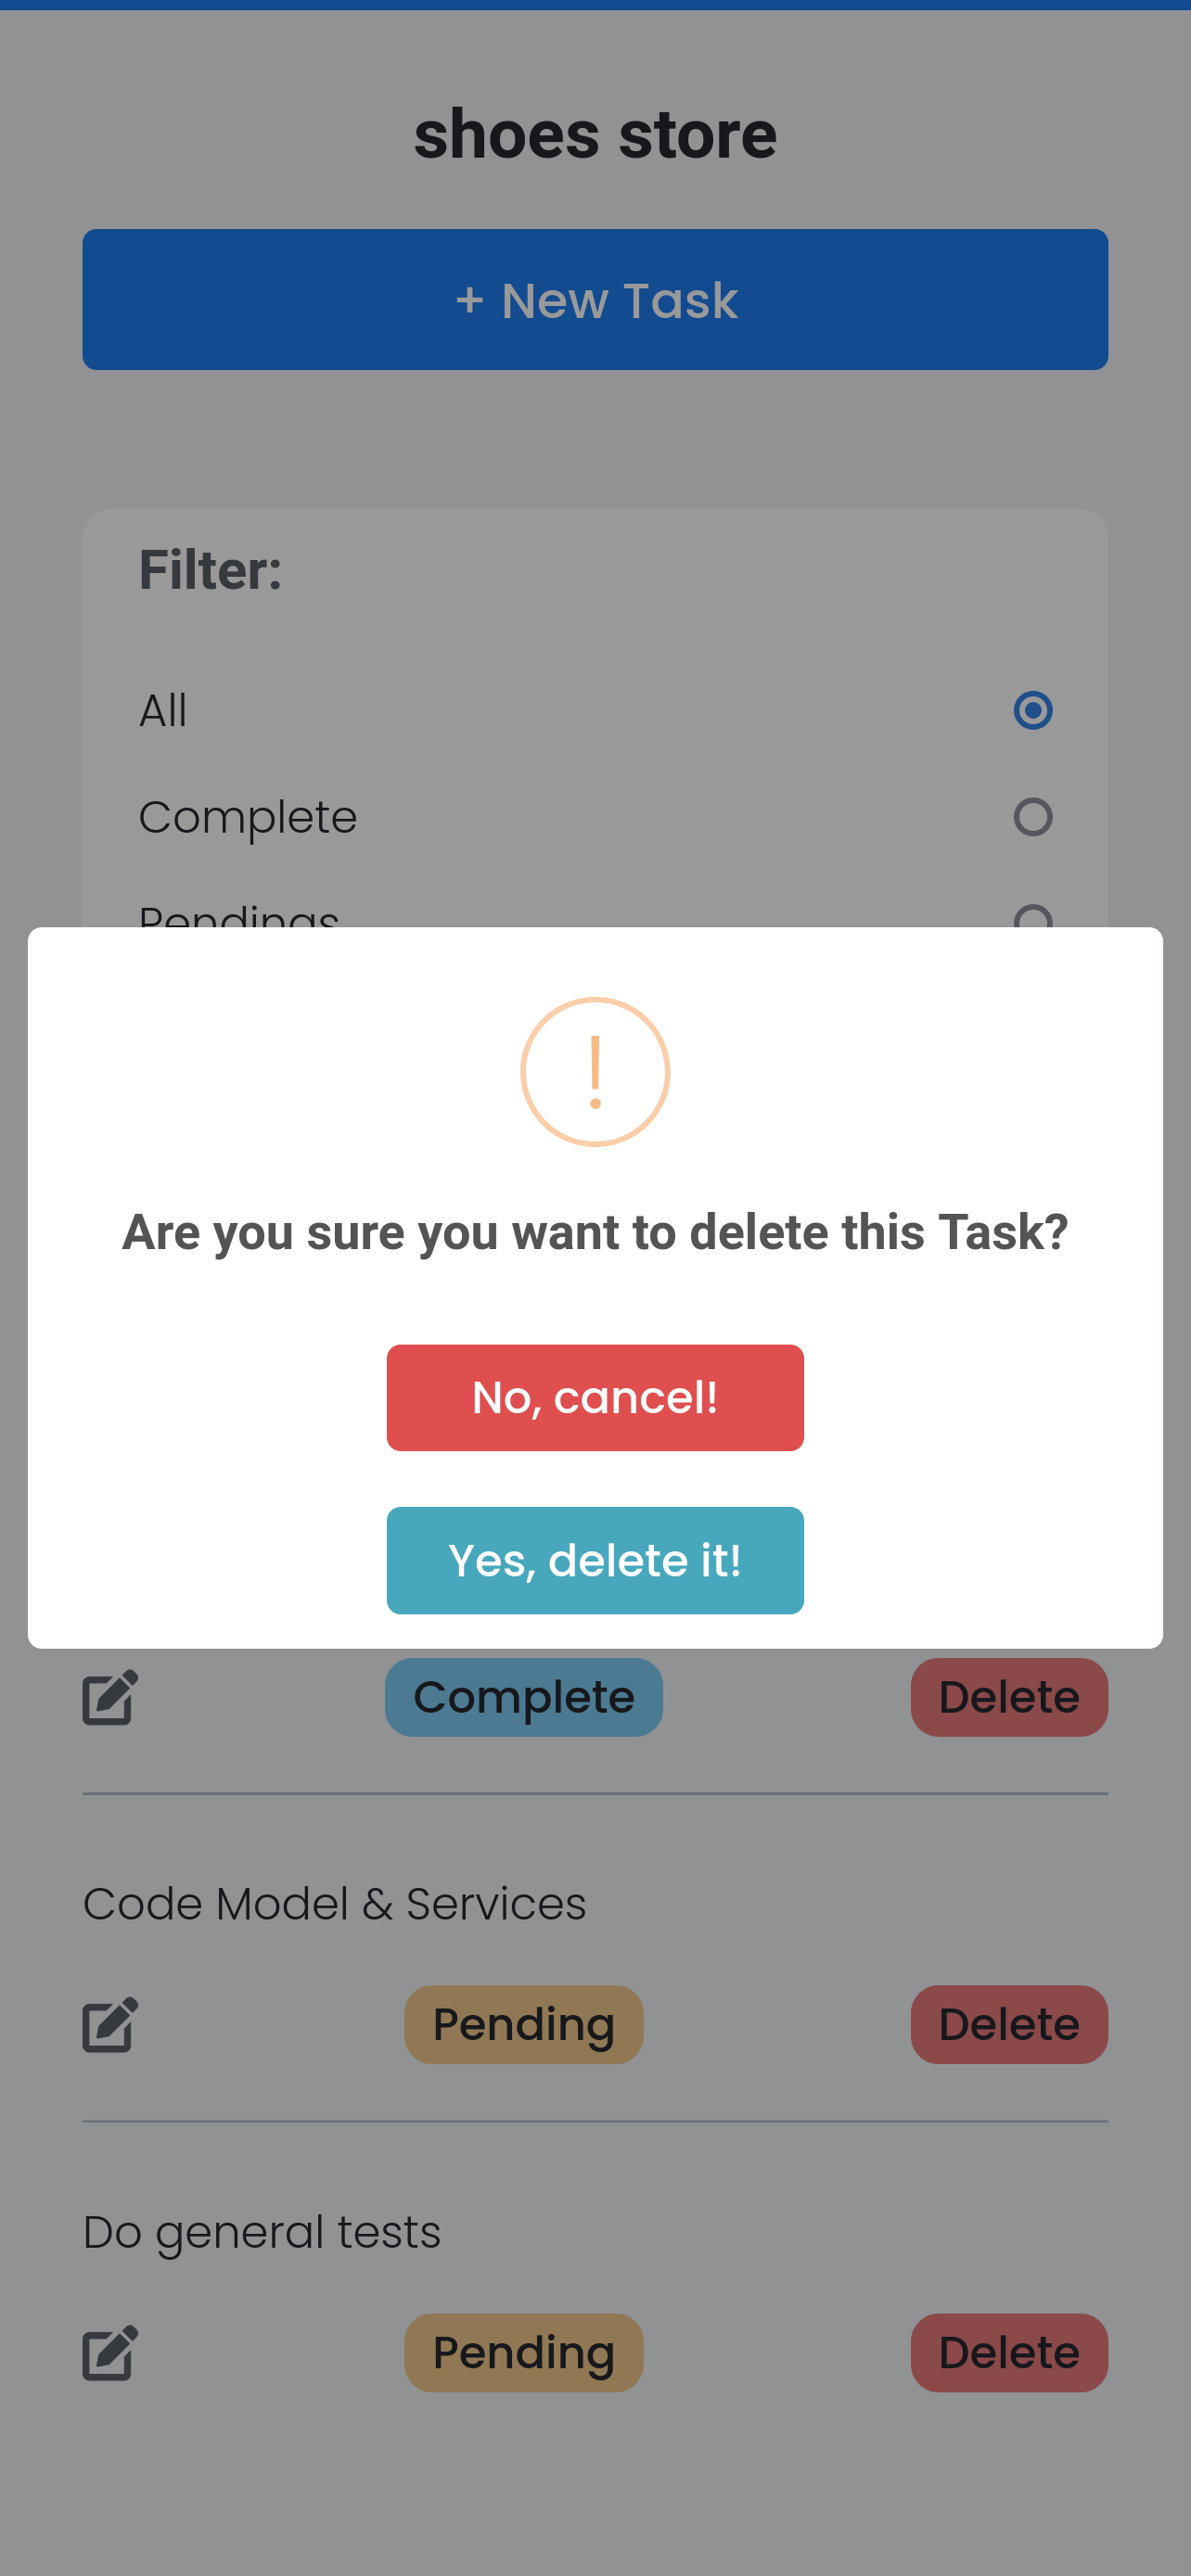 shoes store
+ New Task
Filter:
All
Complete
Pendings
!
Are you sure you want to delete this Task?
No, cancel!
Yes, delete it!
Complete Delete
Code Model & Services
Pending Delete
Do general tests
Pending Delete